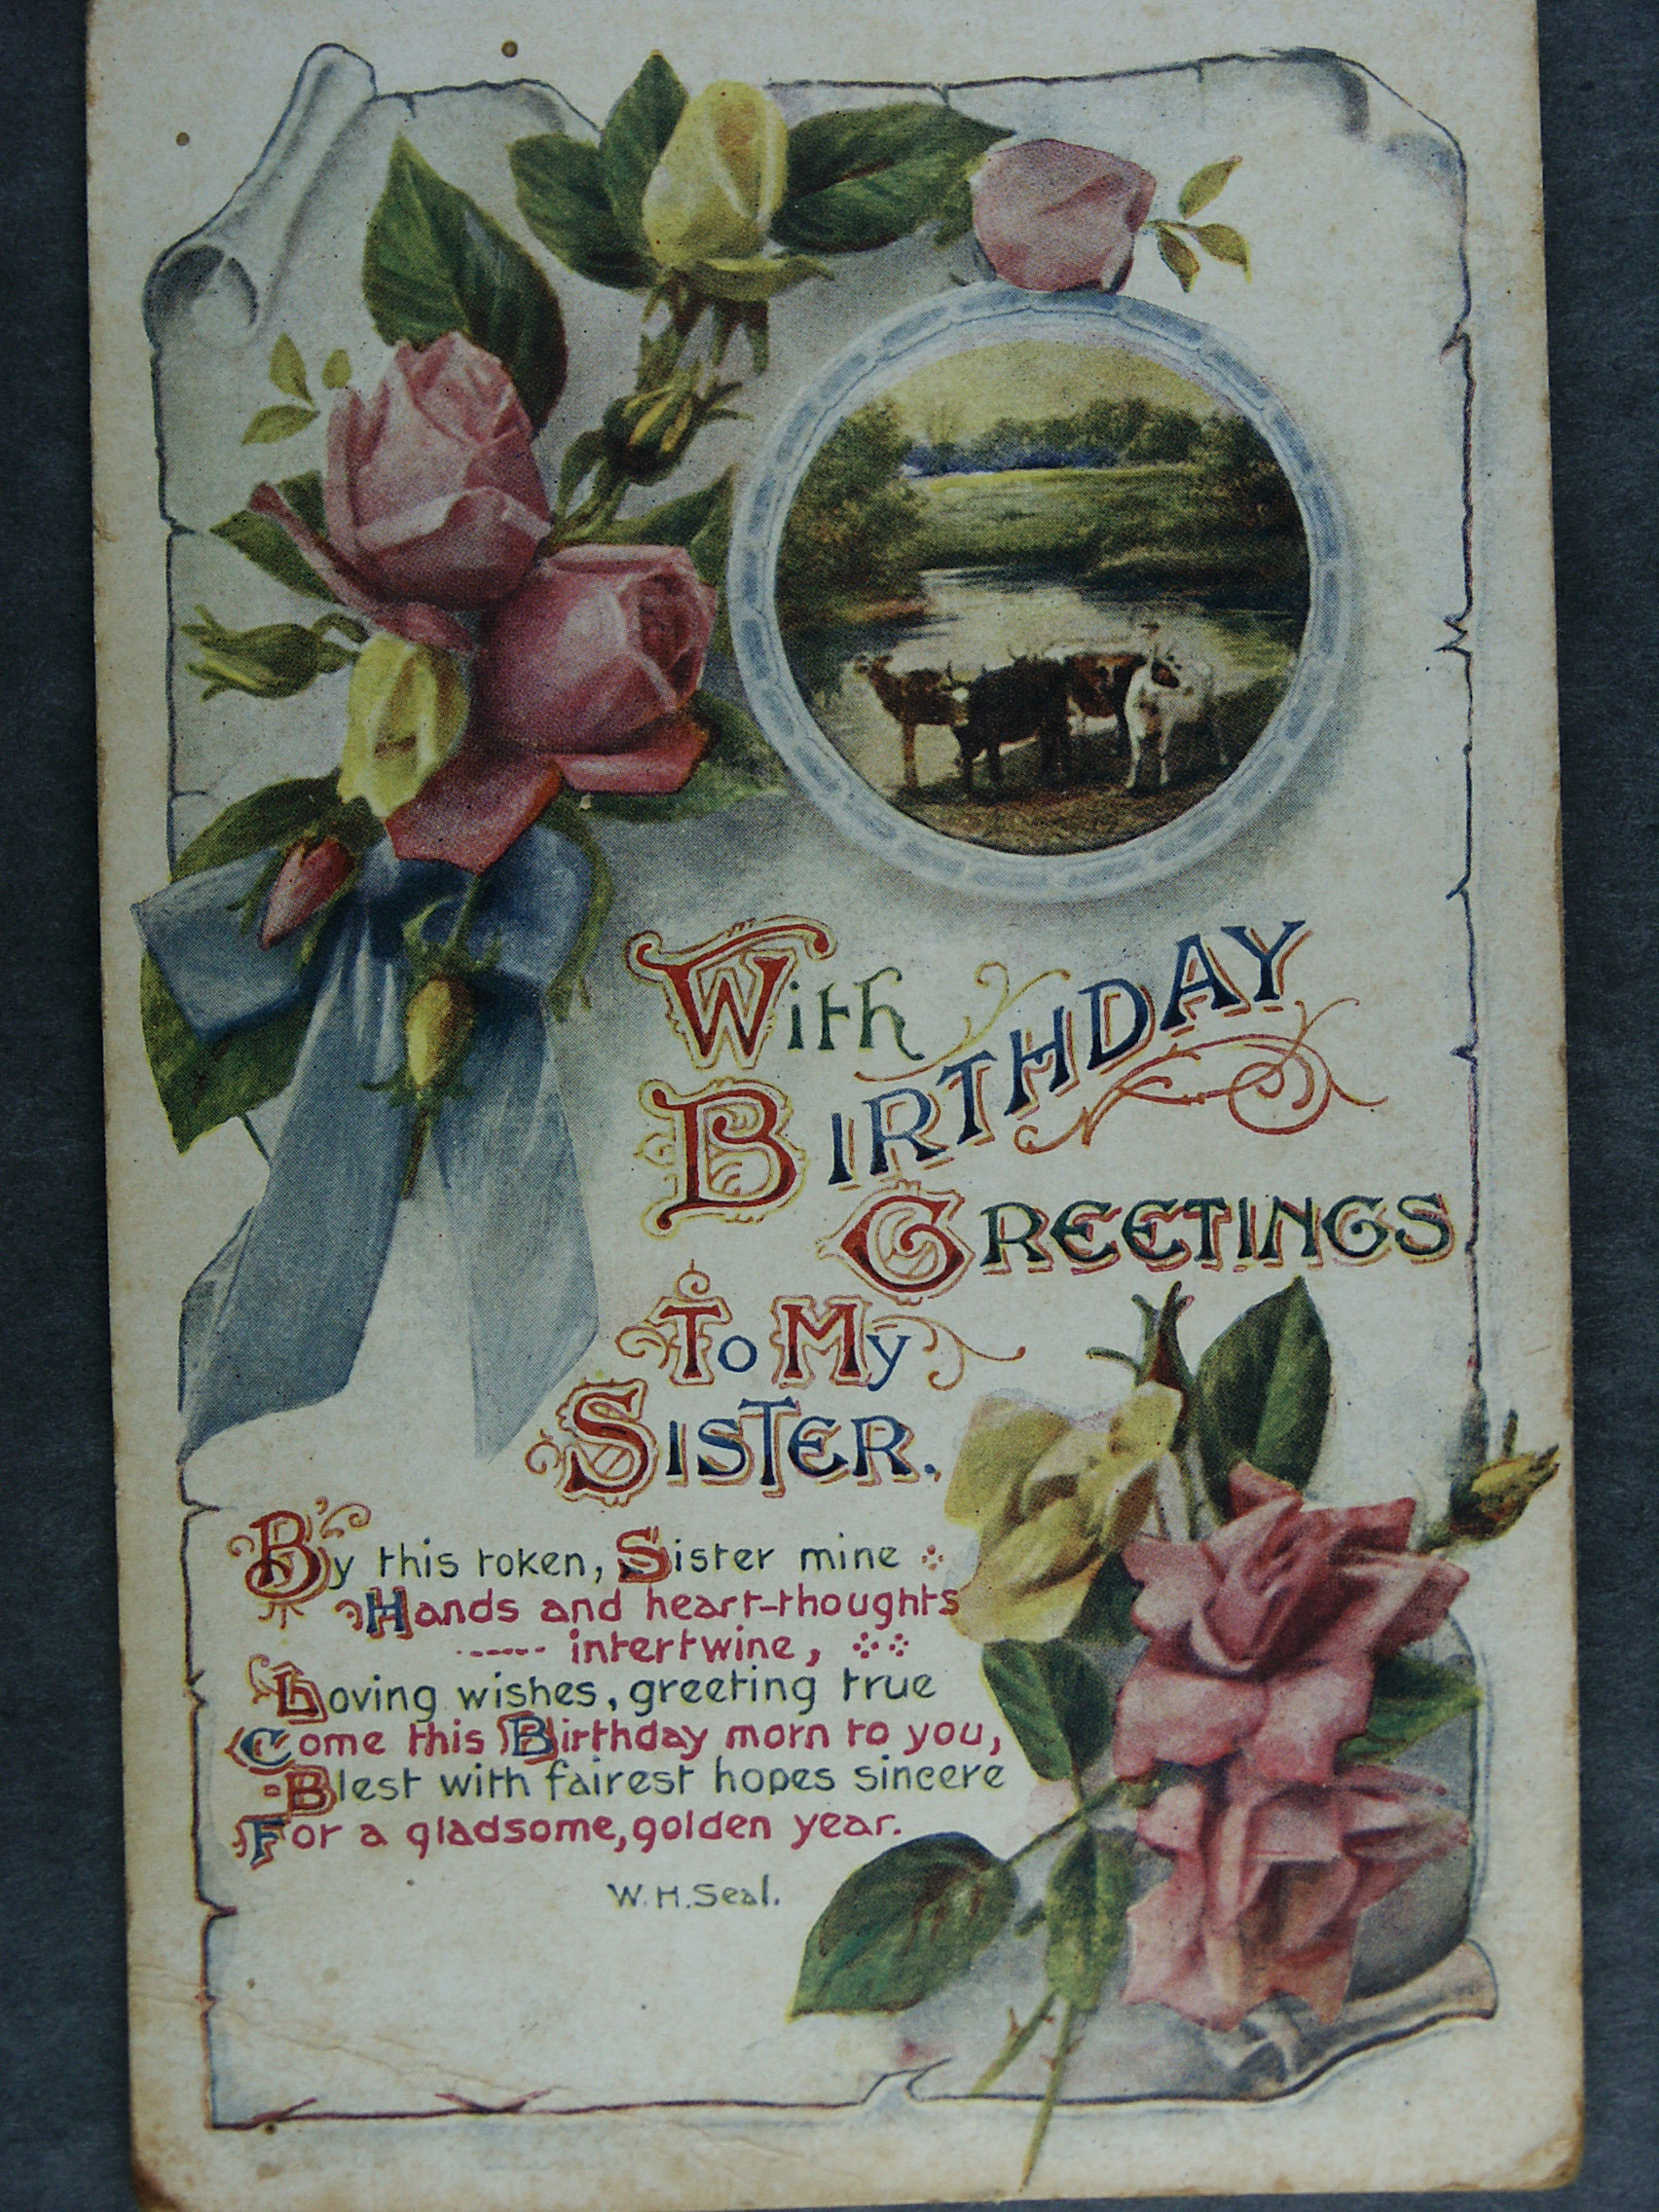 With
BIRTHDAY
GREETINGS
To My
SISTER.
By this token, Sister mine
Hands and heart-thoughts
intertwine,
Loving wishes, greeting true
Come this Birthday morn to you,
Blest with fairest hopes sincere
For a gladsome, golden year.
W. H. Seal.